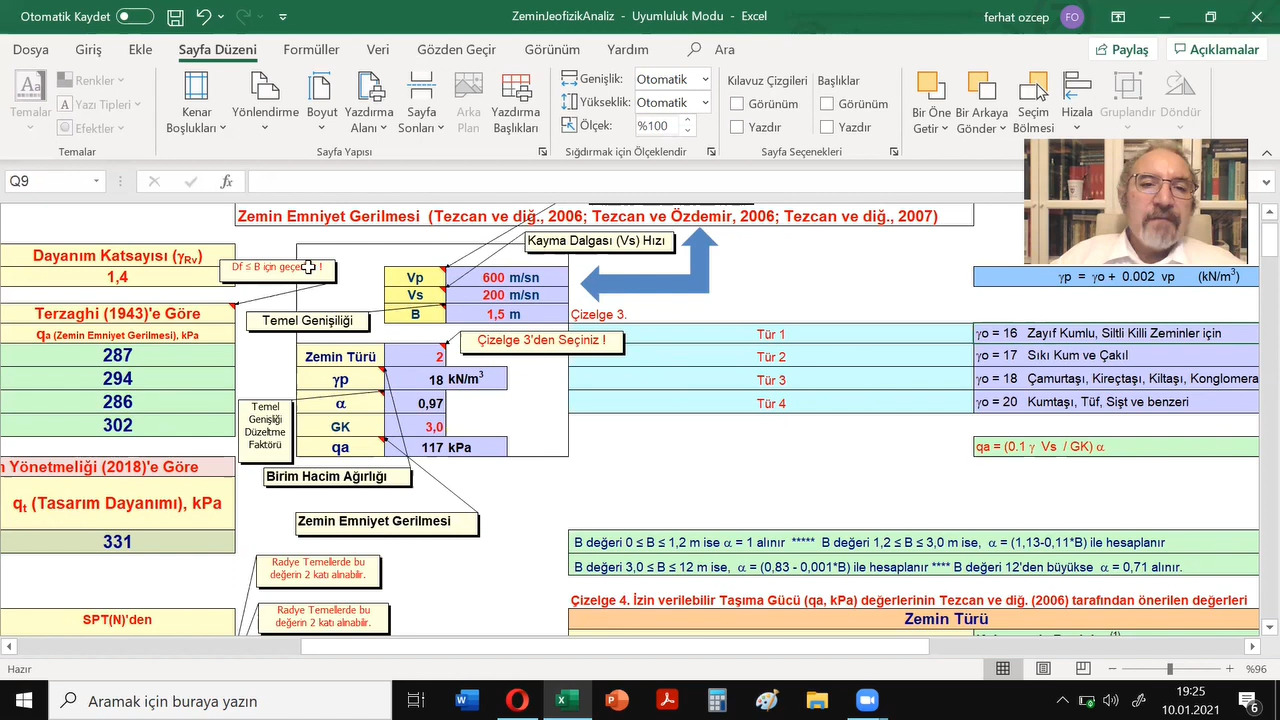 Otomatik Kaydet
ZeminJeofizikAnaliz - Uyumluluk Modu - Excel
ferhat ozcep
FO
Dosya Giriş Ekle Sayfa Düzeni Formüller Veri Gözden Geçir Görünüm Yardım Ara
Paylaş
Açıklamalar
Temalar
Renkler
Yazı Tipleri
Efektler
Temalar
Kenar Boşlukları
Yönlendirme
Boyut
Yazdırma Alanı
Sayfa Sonları
Arka Plan
Yazdırma Başlıkları
Sayfa Yapısı
Genişlik: Otomatik
Yükseklik: Otomatik
Ölçek: %100
Sığdırmak için Ölçeklendir
Kılavuz Çizgileri
Görünüm
Yazdır
Başlıklar
Görünüm
Yazdır
Sayfa Seçenekleri
Bir Öne Getir
Bir Arkaya Gönder
Seçim Bölmesi
Hizala
Gruplandır
Döndür
Q9
fx
Zemin Emniyet Gerilmesi (Tezcan ve diğ., 2006; Tezcan ve Özdemir, 2006; Tezcan ve diğ., 2007)
Dayanım Katsayısı (γRv)
1,4
Df ≤ B için geçe !
Kayma Dalgası (Vs) Hızı
Vp 600 m/sn
Vs 200 m/sn
B 1,5 m
Çizelge 3.
γp = γo + 0.002 vp (kN/m³)
Terzaghi (1943)'e Göre
Temel Genişiliği
qa (Zemin Emniyet Gerilmesi), kPa
287
294
286
302
Çizelge 3'den Seçiniz !
Zemin Türü 2
γp 18 kN/m³
α 0,97
GK 3,0
qa 117 kPa
Tür 1 γo = 16 Zayıf Kumlu, Siltli Killi Zeminler için
Tür 2 γo = 17 Sıkı Kum ve Çakıl
Tür 3 γo = 18 Çamurtaşı, Kireçtaşı, Kiltaşı, Konglomera
Tür 4 γo = 20 Kumtaşı, Tüf, Sişt ve benzeri
Temel
Genişliği
Düzeltme
Faktörü
qa = (0.1 γ Vs / GK) α
n Yönetmeliği (2018)'e Göre
Birim Hacim Ağırlığı
qt (Tasarım Dayanımı), kPa
Zemin Emniyet Gerilmesi
331
B değeri 0 ≤ B ≤ 1,2 m ise α = 1 alınır ***** B değeri 1,2 ≤ B ≤ 3,0 m ise, α = (1,13-0,11*B) ile hesaplanır
B değeri 3,0 ≤ B ≤ 12 m ise, α = (0,83 - 0,001*B) ile hesaplanır **** B değeri 12'den büyükse α = 0,71 alınır.
Radye Temellerde bu
değerin 2 katı alınabilir.
Çizelge 4. İzin verilebilir Taşıma Gücü (qa, kPa) değerlerinin Tezcan ve diğ. (2006) tarafından önerilen değerleri
Radye Temellerde bu
değerin 2 katı alınabilir.
SPT(N)'den
Zemin Türü
Hazır
%96
Aramak için buraya yazın
19:25
10.01.2021
6